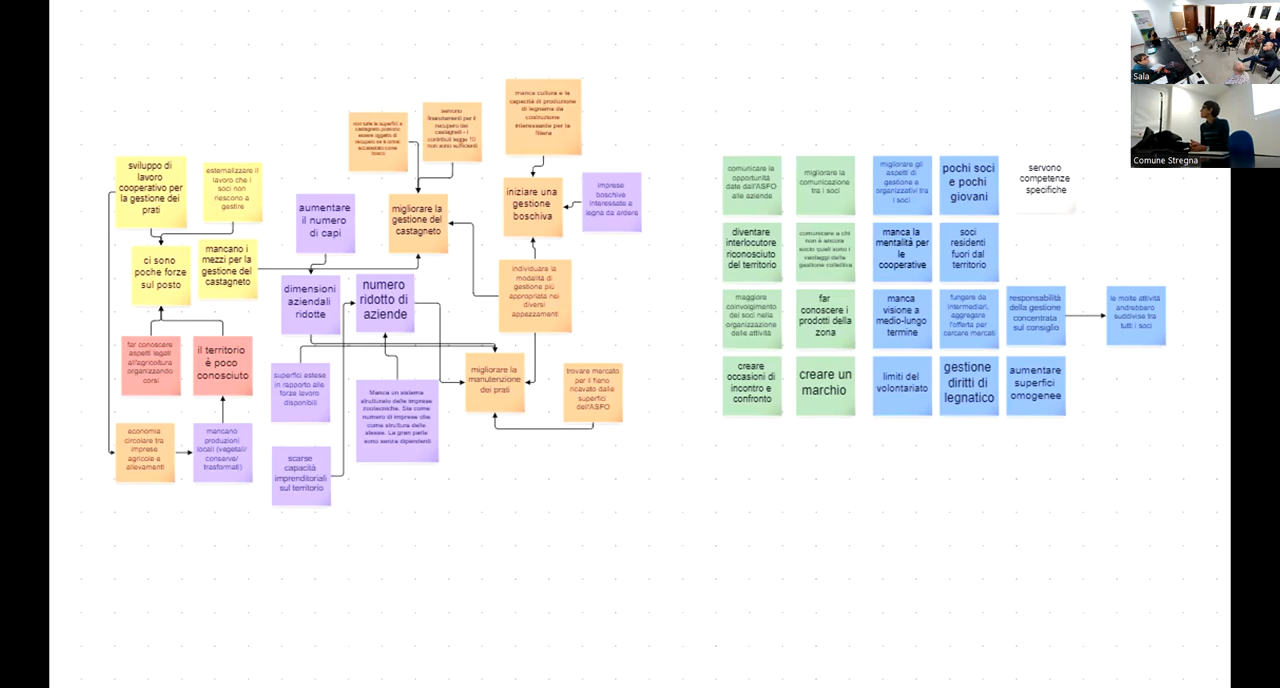 manca cultura e la
capacità di produzione
di legname da
costruzione
interessante per la
filiera
non tutte le superfici a
castagneto possono
essere oggetto di
recupero
bosco
servono
finanziamenti per il
recupero dei
castagneti - i
contributi legge
non sono sufficienti
sviluppo di
lavoro
cooperativo per
la gestione dei
prati
esternalizzare il
lavoro che i
soci non
riescono a
gestire
aumentare
il numero
di capi
migliorare la
gestione del
castagneto
iniziare una
gestione
boschiva
imprese
boschive
interessate a
legna da ardere
ci sono
poche forze
sul posto
mancano i
mezzi per la
gestione del
castagneto
dimensioni
aziendali
ridotte
numero
ridotto di
aziende
individuare la
modalità di
gestione più
appropriata nei
diversi
appezzamenti
far conoscere
aspetti legati
all'agricoltura
organizzando
corsi
il territorio
è poco
conosciuto
superfici estese
in rapporto alle
forze lavoro
disponibili
Manca un sistema
strutturale delle imprese
zootecniche. Sia come
numero di imprese che
come struttura delle
stesse. La gran parte
sono senza dipendenti
migliorare la
manutenzione
dei prati
trovare mercato
per il fieno
ricavato dalle
superfici
dell'ASFO
economia
circolare tra
imprese
agricole e
allevamenti
mancano
produzioni
locali (vegetali/
conserve/
trasformati)
scarse
capacità
imprenditoriali
sul territorio
comunicare le
opportunità
date dall'ASFO
alle aziende
migliorare la
comunicazione
tra i soci
migliorare gli
aspetti di
gestione e
organizzativi tra
i soci
pochi soci
e pochi
giovani
servono
competenze
specifiche
diventare
interlocutore
riconosciuto
del territorio
comunicare a chi
non è ancora
socio quali sono i
vantaggi della
gestione collettiva
manca la
mentalità per
le
cooperative
soci
residenti
fuori dal
territorio
maggiore
coinvolgimento
dei soci nella
organizzazione
delle attività
far
conoscere i
prodotti della
zona
manca
visione a
medio-lungo
termine
fungere da
intermediari,
aggregare
l'offerta per
cercare mercati
responsabilità
della gestione
concentrata
sul consiglio
le molte attività
andrebbero
suddivise tra
tutti i soci
creare
occasioni di
incontro e
confronto
creare un
marchio
limiti del
volontariato
gestione
diritti di
legnatico
aumentare
superfici
omogenee
Sala
Comune Stregna